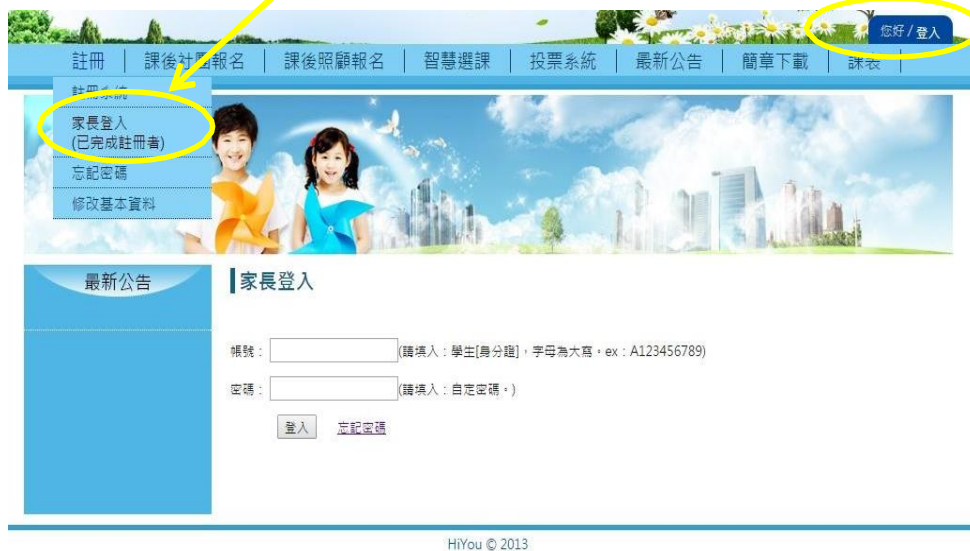 您好 / 登入
註冊 課後社團報名 課後照顧報名 智慧選課 投票系統 最新公告 簡章下載 課表
註冊系統
家長登入
(已完成註冊者)
忘記密碼
修改基本資料
最新公告
家長登入
帳號： (請填入：學生[身分證]，字母為大寫。ex：A123456789)
密碼： (請填入：自定密碼。)
登入 忘記密碼
HiYou © 2013